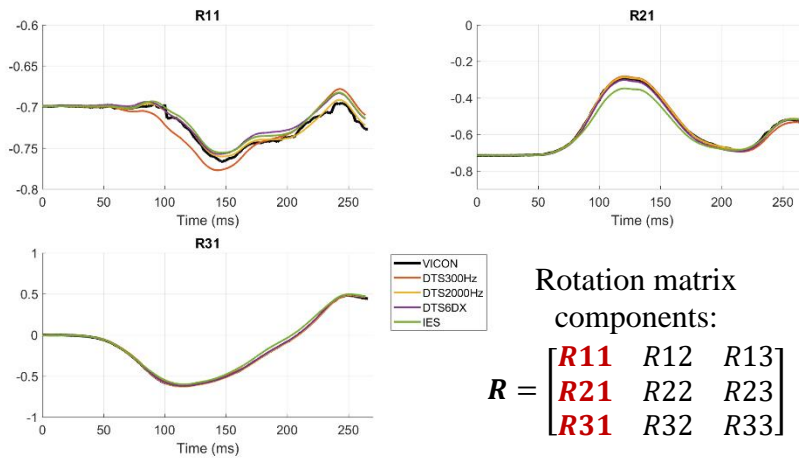 R11
-0.6
-0.65
-0.7
-0.75
-0.8
0 50 100 150 200 250
Time (ms)
R21
0
-0.2
-0.4
-0.6
-0.8
0 50 100 150 200 250
Time (ms)
R31
1
0.5
0
-0.5
-1
0 50 100 150 200 250
Time (ms)
VICON
DTS300Hz
DTS2000Hz
DTS6DX
IES
Rotation matrix
components:
R11 R12 R13
R = R21 R22 R23
R31 R32 R33